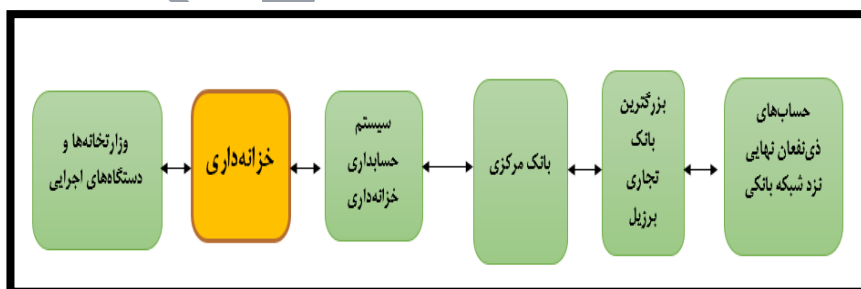 حساب‌های
ذی‌نفعان نهایی
نزد شبکه بانکی
بزرگترین
بانک
تجاری
برزیل
بانک مرکزی
سیستم
حسابداری
خزانه‌داری
خزانه‌داری
وزارتخانه‌ها و
دستگاه‌های اجرایی